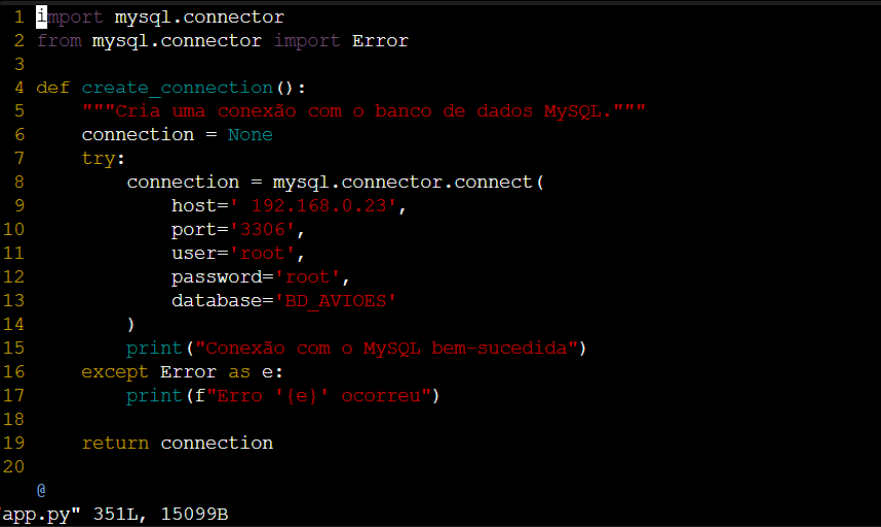 1 import mysql.connector
2 from mysql.connector import Error
3
4 def create_connection():
5     """Cria uma conexão com o banco de dados MySQL."""
6     connection = None
7     try:
8         connection = mysql.connector.connect(
9             host=' 192.168.0.23',
10             port='3306',
11             user='root',
12             password='root',
13             database='BD_AVIOES'
14         )
15         print("Conexão com o MySQL bem-sucedida")
16     except Error as e:
17         print(f"Erro '{e}' ocorreu")
18
19     return connection
20
@
app.py" 351L, 15099B